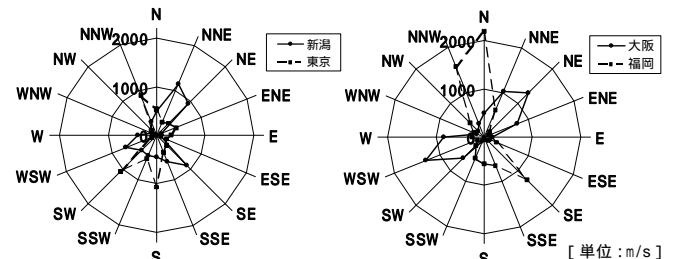 N
NNW
2000
NNE
新潟
東京
NW
NE
1000
WNW
ENE
W
0
E
WSW
ESE
SW
SE
SSW
SSE
S
N
NNW
2000
NNE
大阪
福岡
NW
NE
1000
WNW
ENE
W
0
E
WSW
ESE
SW
SE
SSW
SSE
S
[単位:m/s]